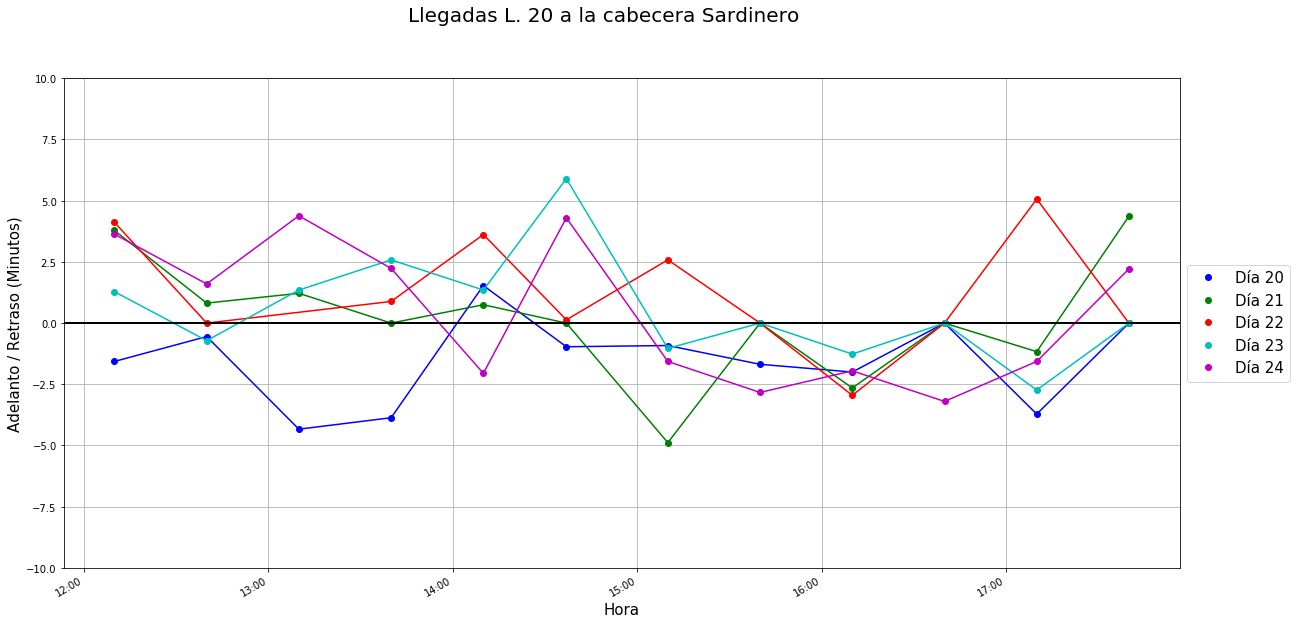 Llegadas L. 20 a la cabecera Sardinero
Adelanto / Retraso (Minutos)
10.0
7.5
5.0
2.5
0.0
−2.5
−5.0
−7.5
−10.0
12:00
13:00
14:00
15:00
16:00
17:00
Hora
Día 20
Día 21
Día 22
Día 23
Día 24